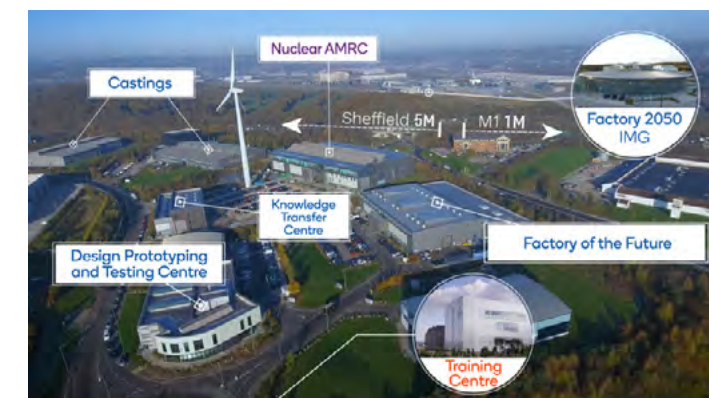 Nuclear AMRC
Castings
Sheffield 5M
M1 1M
Factory 2050
IMG
Knowledge
Transfer
Centre
Factory of the Future
Design Prototyping
and Testing Centre
Training
Centre